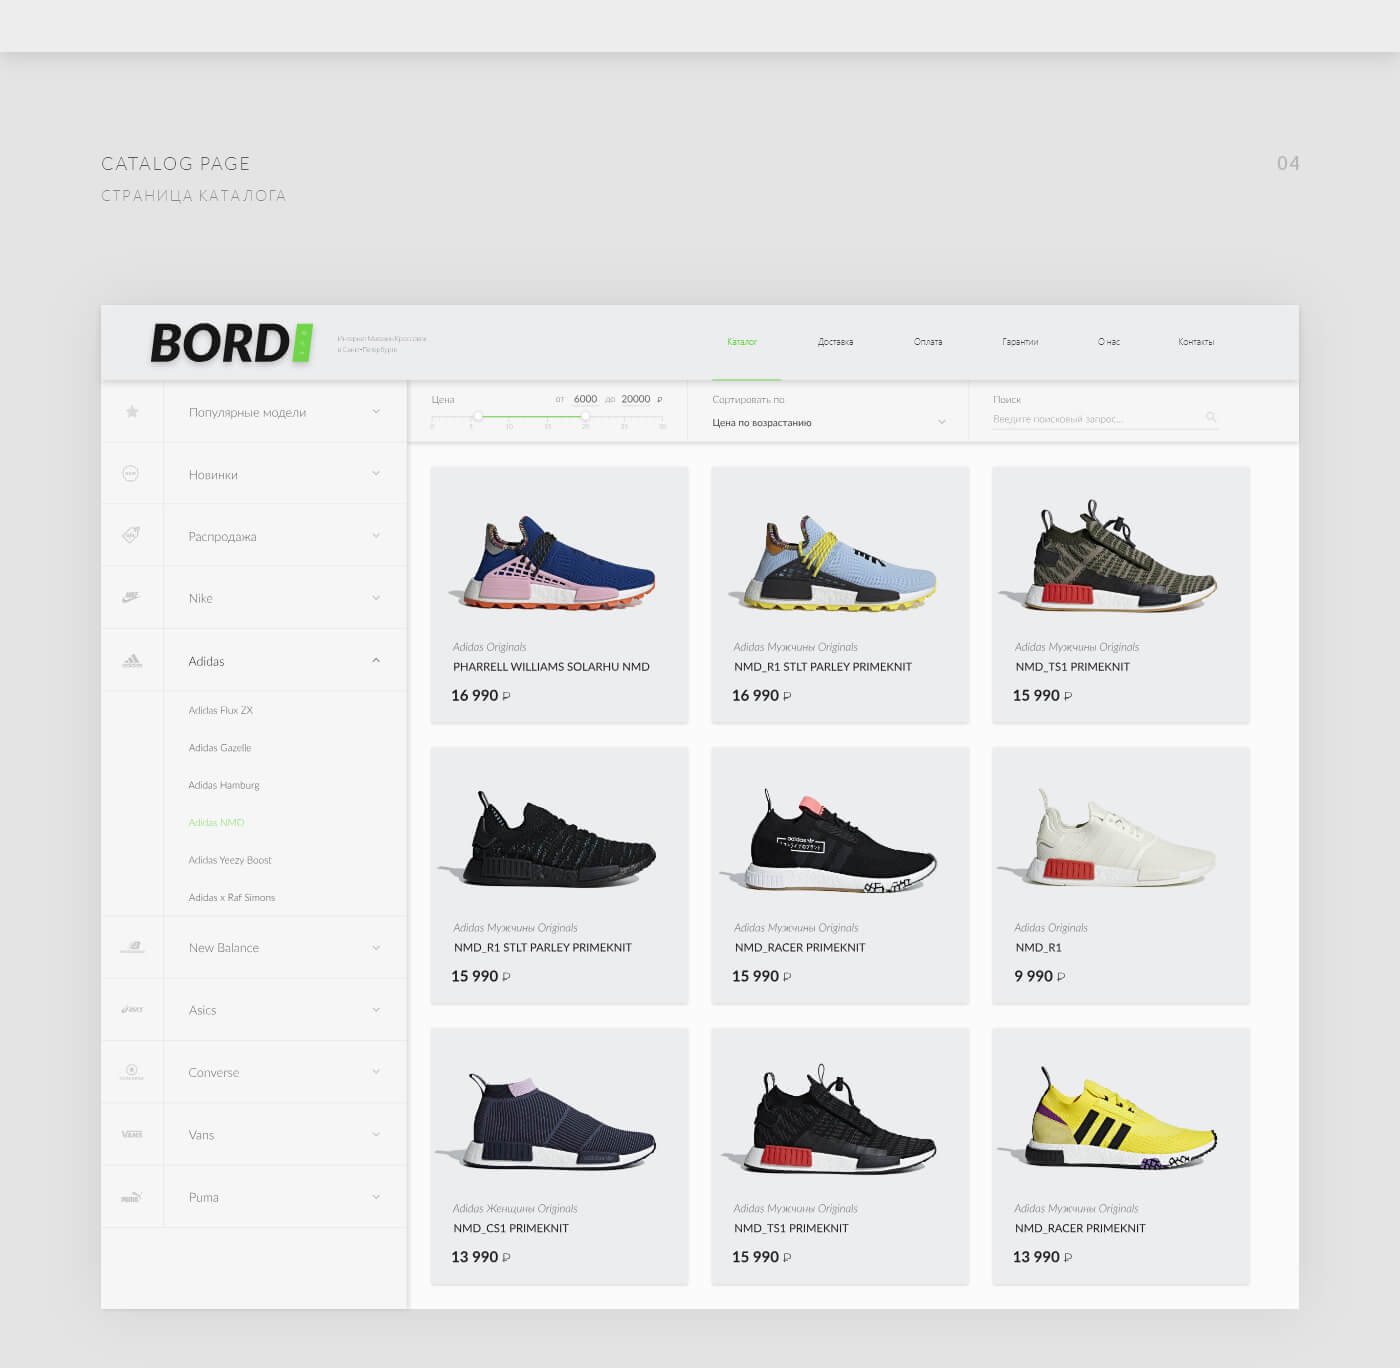 CATALOG PAGE
04
СТРАНИЦА КАТАЛОГА
BORD
Интернет Магазин Кроссовок
в Санкт-Петербурге
Каталог
Доставка
Оплата
Гарантии
О нас
Контакты
Популярные модели
Новинки
Распродажа
Nike
Adidas
Adidas Flux ZX
Adidas Gazelle
Adidas Hamburg
Adidas NMD
Adidas Yeezy Boost
Adidas x Raf Simons
New Balance
Asics
Converse
VANS
Vans
PUMA
Puma
Цена
от 6000 до 20000 ₽
0 5 10 15 20 25 30
Сортировать по
Цена по возрастанию
Поиск
Введите поисковый запрос...
Adidas Originals
PHARRELL WILLIAMS SOLARHU NMD
16 990 ₽
Adidas Мужчины Originals
NMD_R1 STLT PARLEY PRIMEKNIT
16 990 ₽
Adidas Мужчины Originals
NMD_TS1 PRIMEKNIT
15 990 ₽
Adidas Мужчины Originals
NMD_R1 STLT PARLEY PRIMEKNIT
15 990 ₽
adidas
Adidas Мужчины Originals
NMD_RACER PRIMEKNIT
15 990 ₽
Adidas Originals
NMD_R1
9 990 ₽
Adidas Женщины Originals
NMD_CS1 PRIMEKNIT
13 990 ₽
Adidas Мужчины Originals
NMD_TS1 PRIMEKNIT
15 990 ₽
Adidas Мужчины Originals
NMD_RACER PRIMEKNIT
13 990 ₽